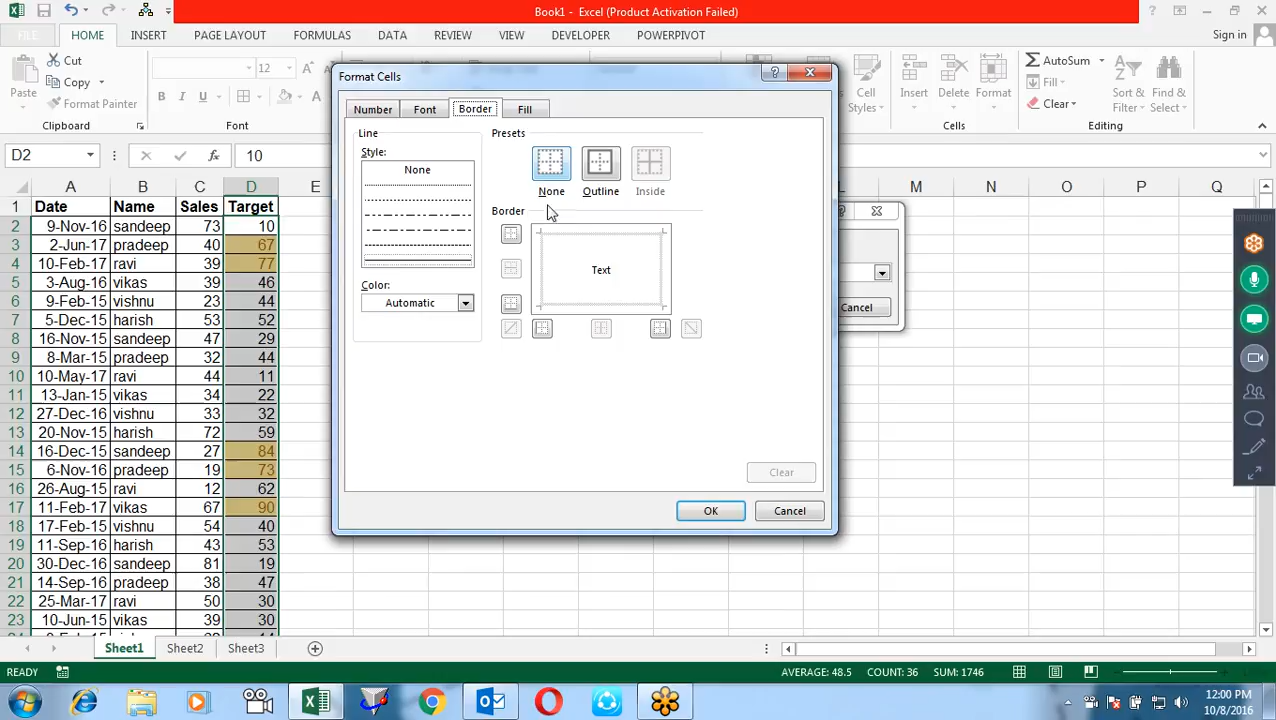 Book1 - Excel (Product Activation Failed)
FILE HOME INSERT PAGE LAYOUT FORMULAS DATA REVIEW VIEW DEVELOPER POWERPIVOT Sign in
Cut
Copy
Format Painter
Paste
Clipboard
12
B I U
Font
Cell Styles
Insert Delete Format
Cells
AutoSum
Fill
Clear
Sort & Filter
Find & Select
Editing
D2 fx 10
A B C D E L M N O P Q
1 Date Name Sales Target
2 9-Nov-16 sandeep 73 10
3 2-Jun-17 pradeep 40 67
4 10-Feb-17 ravi 39 77
5 3-Aug-16 vikas 39 46
6 9-Feb-15 vishnu 23 44
7 5-Dec-15 harish 53 52
8 16-Nov-15 sandeep 47 29
9 8-Mar-15 pradeep 32 44
10 10-May-17 ravi 44 11
11 13-Jan-15 vikas 34 22
12 27-Dec-16 vishnu 33 32
13 20-Nov-15 harish 72 59
14 16-Dec-15 sandeep 27 84
15 6-Nov-16 pradeep 19 73
16 26-Aug-15 ravi 12 62
17 11-Feb-17 vikas 67 90
18 17-Feb-15 vishnu 54 40
19 11-Sep-16 harish 43 53
20 30-Dec-16 sandeep 81 19
21 14-Sep-16 pradeep 38 47
22 25-Mar-17 ravi 50 30
23 10-Jun-15 vikas 39 30
Format Cells
Number Font Border Fill
Line
Style:
None
Color:
Automatic
Presets
None Outline Inside
Border
Text
Clear
OK Cancel
Cancel
Sheet1 Sheet2 Sheet3
READY AVERAGE: 48.5 COUNT: 36 SUM: 1746
12:00 PM
10/8/2016